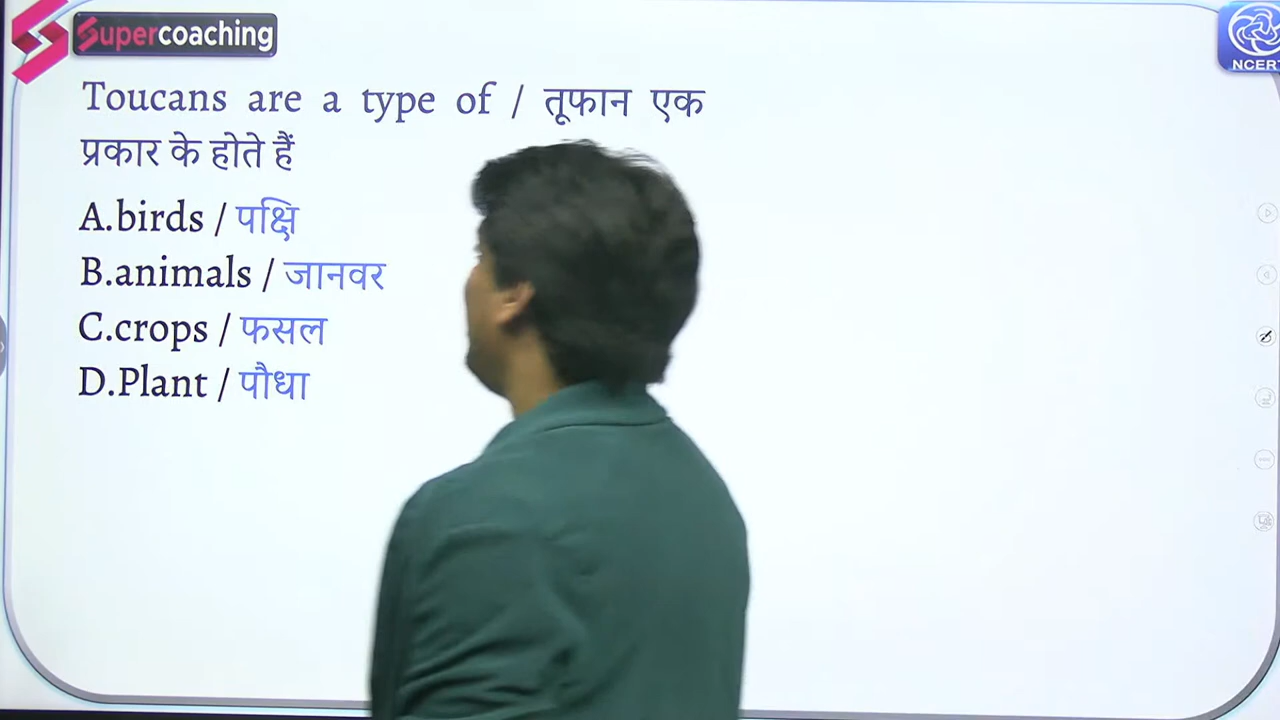 Supercoaching
NCERT
Toucans are a type of / तूफान एक
प्रकार के होते हैं
A.birds / पक्षि
B.animals / जानवर
C.crops / फसल
D.Plant / पौधा